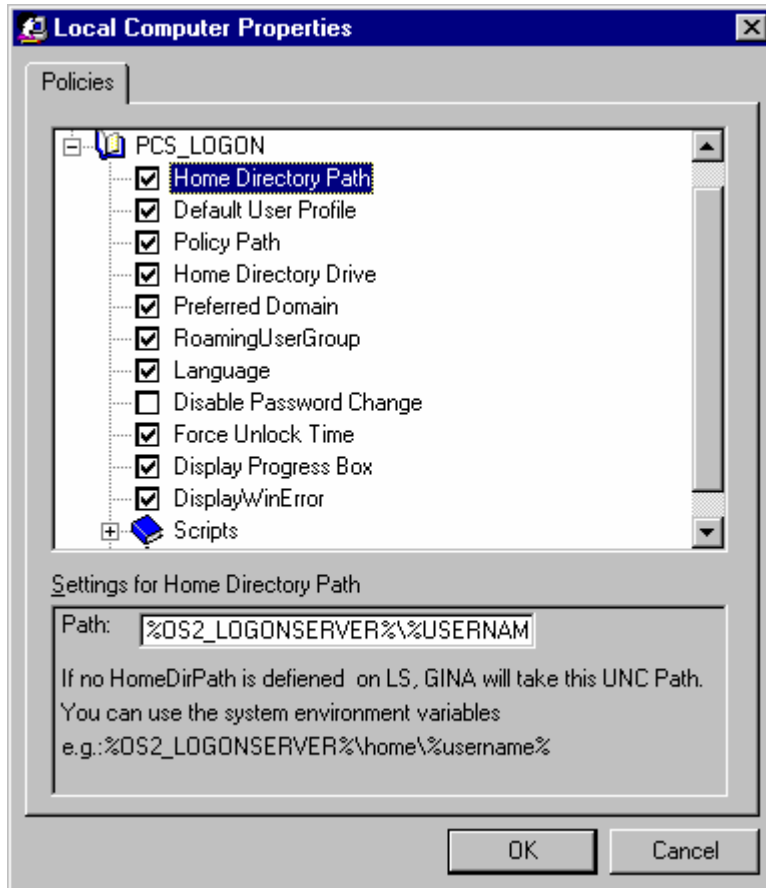 Local Computer Properties
Policies
PCS_LOGON
Home Directory Path
Default User Profile
Policy Path
Home Directory Drive
Preferred Domain
RoamingUserGroup
Language
Disable Password Change
Force Unlock Time
Display Progress Box
DisplayWinError
Scripts
Settings for Home Directory Path
Path: %OS2_LOGONSERVER%\%USERNAM
If no HomeDirPath is defiened on LS, GINA will take this UNC Path.
You can use the system environment variables
e.g.:%OS2_LOGONSERVER%\home\%username%
OK Cancel